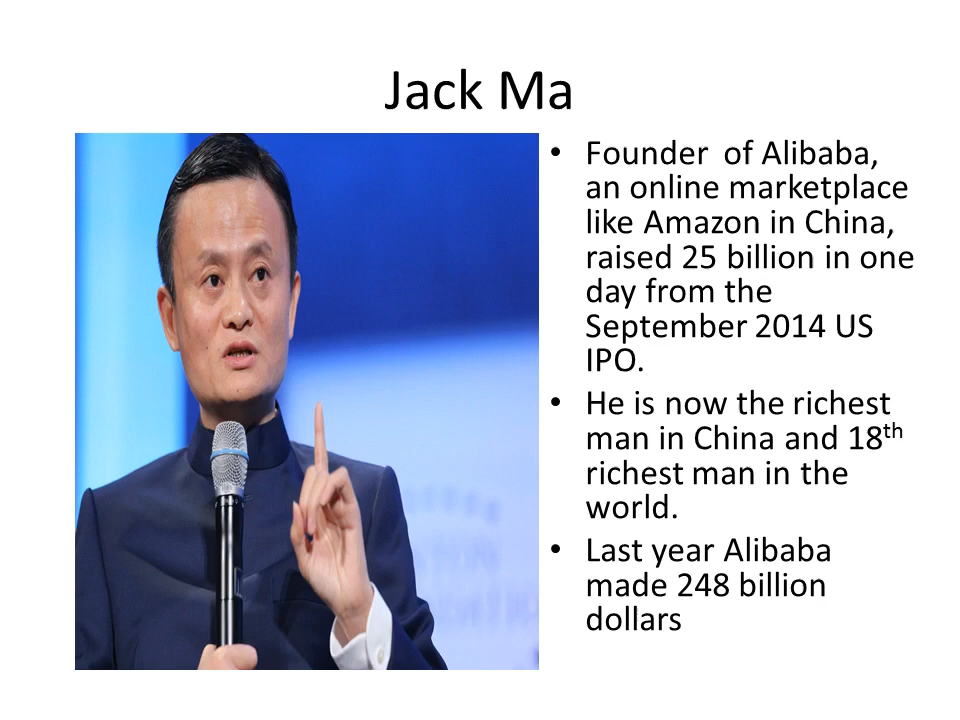 Jack Ma
• Founder of Alibaba,
an online marketplace
like Amazon in China,
raised 25 billion in one
day from the
September 2014 US
IPO.
• He is now the richest
man in China and 18th
richest man in the
world.
• Last year Alibaba
made 248 billion
dollars